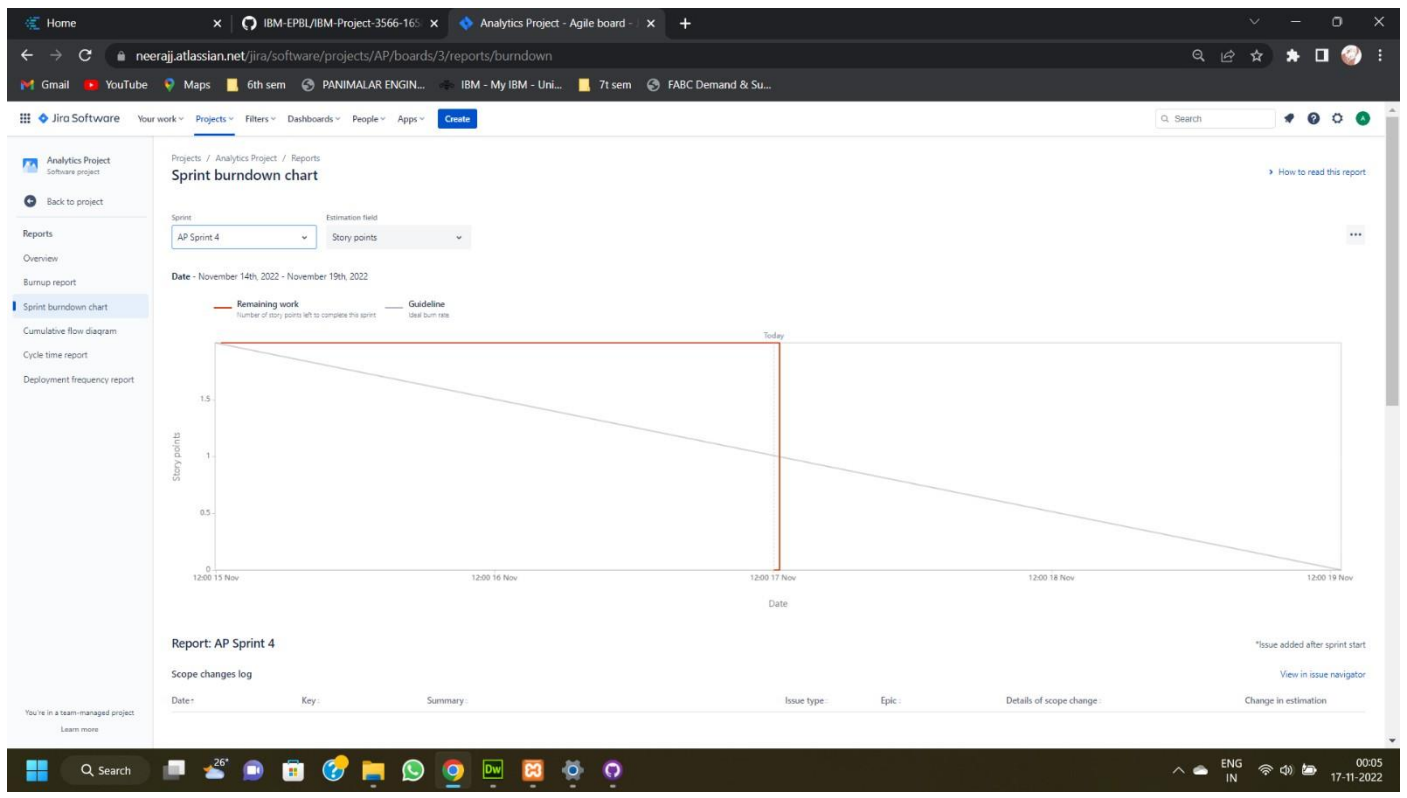 Home
IBM-EPBL/IBM-Project-3566-165
Analytics Project - Agile board - J
neerajj.atlassian.net/jira/software/projects/AP/boards/3/reports/burndown
Gmail YouTube Maps 6th sem PANIMALAR ENGIN... IBM - My IBM - Uni... 7t sem FABC Demand & Su...
Jira Software Your work Projects Filters Dashboards People Apps Create Search A
Analytics Project
Software project
Back to project
Reports
Overview
Burnup report
Sprint burndown chart
Cumulative flow diagram
Cycle time report
Deployment frequency report
You're in a team-managed project
Learn more
Projects / Analytics Project / Reports
Sprint burndown chart
How to read this report
Sprint Estimation field
AP Sprint 4 Story points
Date - November 14th, 2022 - November 19th, 2022
Remaining work
Number of story points left to complete this sprint
Guideline
Ideal burn rate
Today
1.5
1
0.5
0
Story points
12:00 15 Nov 12:00 16 Nov 12:00 17 Nov 12:00 18 Nov 12:00 19 Nov
Date
Report: AP Sprint 4
*Issue added after sprint start
Scope changes log
View in issue navigator
Date Key Summary Issue type Epic Details of scope change Change in estimation
Search 26° Dw
ENG
IN
00:05
17-11-2022